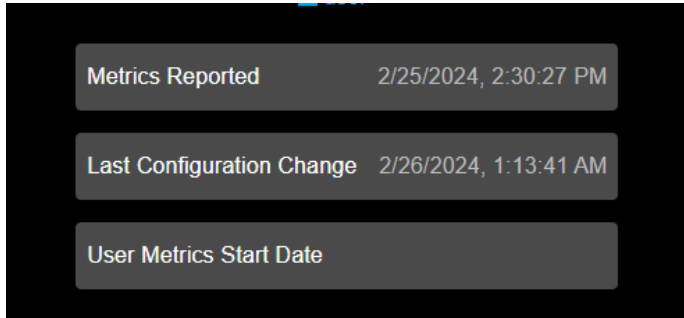 Metrics Reported 2/25/2024, 2:30:27 PM
Last Configuration Change 2/26/2024, 1:13:41 AM
User Metrics Start Date